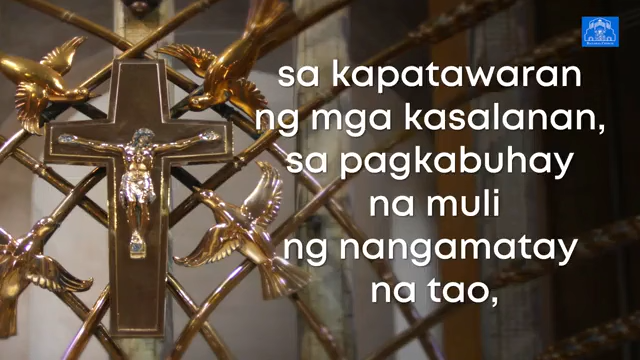 sa kapatawaran
ng mga kasalanan,
sa pagkabuhay
na muli
ng nangamatay
na tao,